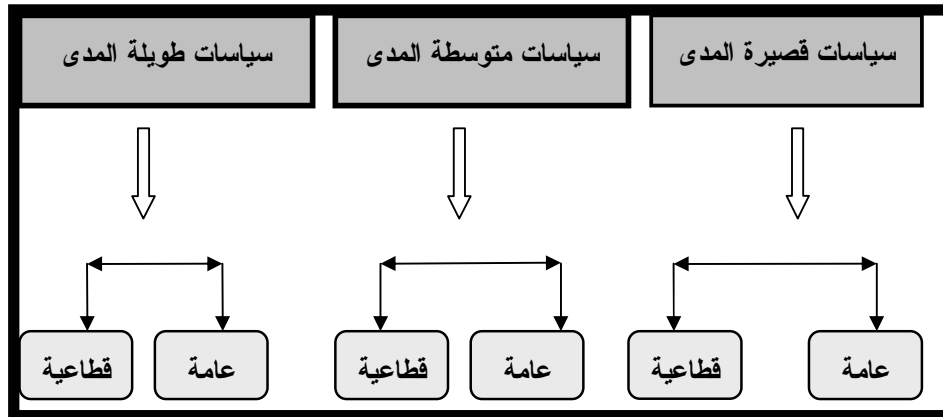 سياسات قصيرة المدى
سياسات متوسطة المدى
سياسات طويلة المدى
عامة
قطاعية
عامة
قطاعية
عامة
قطاعية